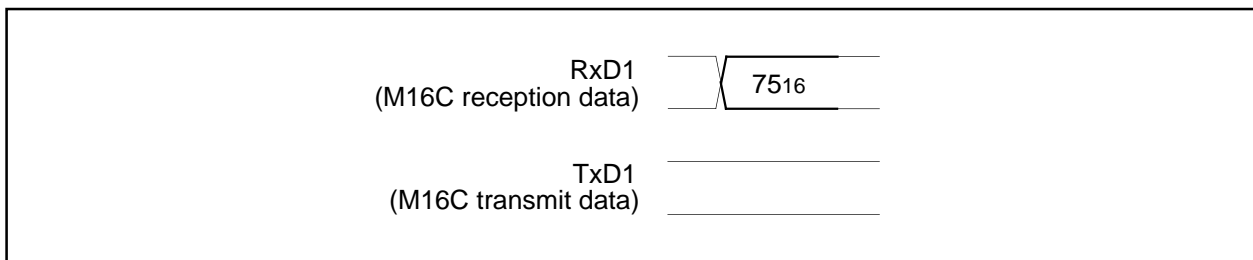 RxD1
(M16C reception data)
7516
TxD1
(M16C transmit data)